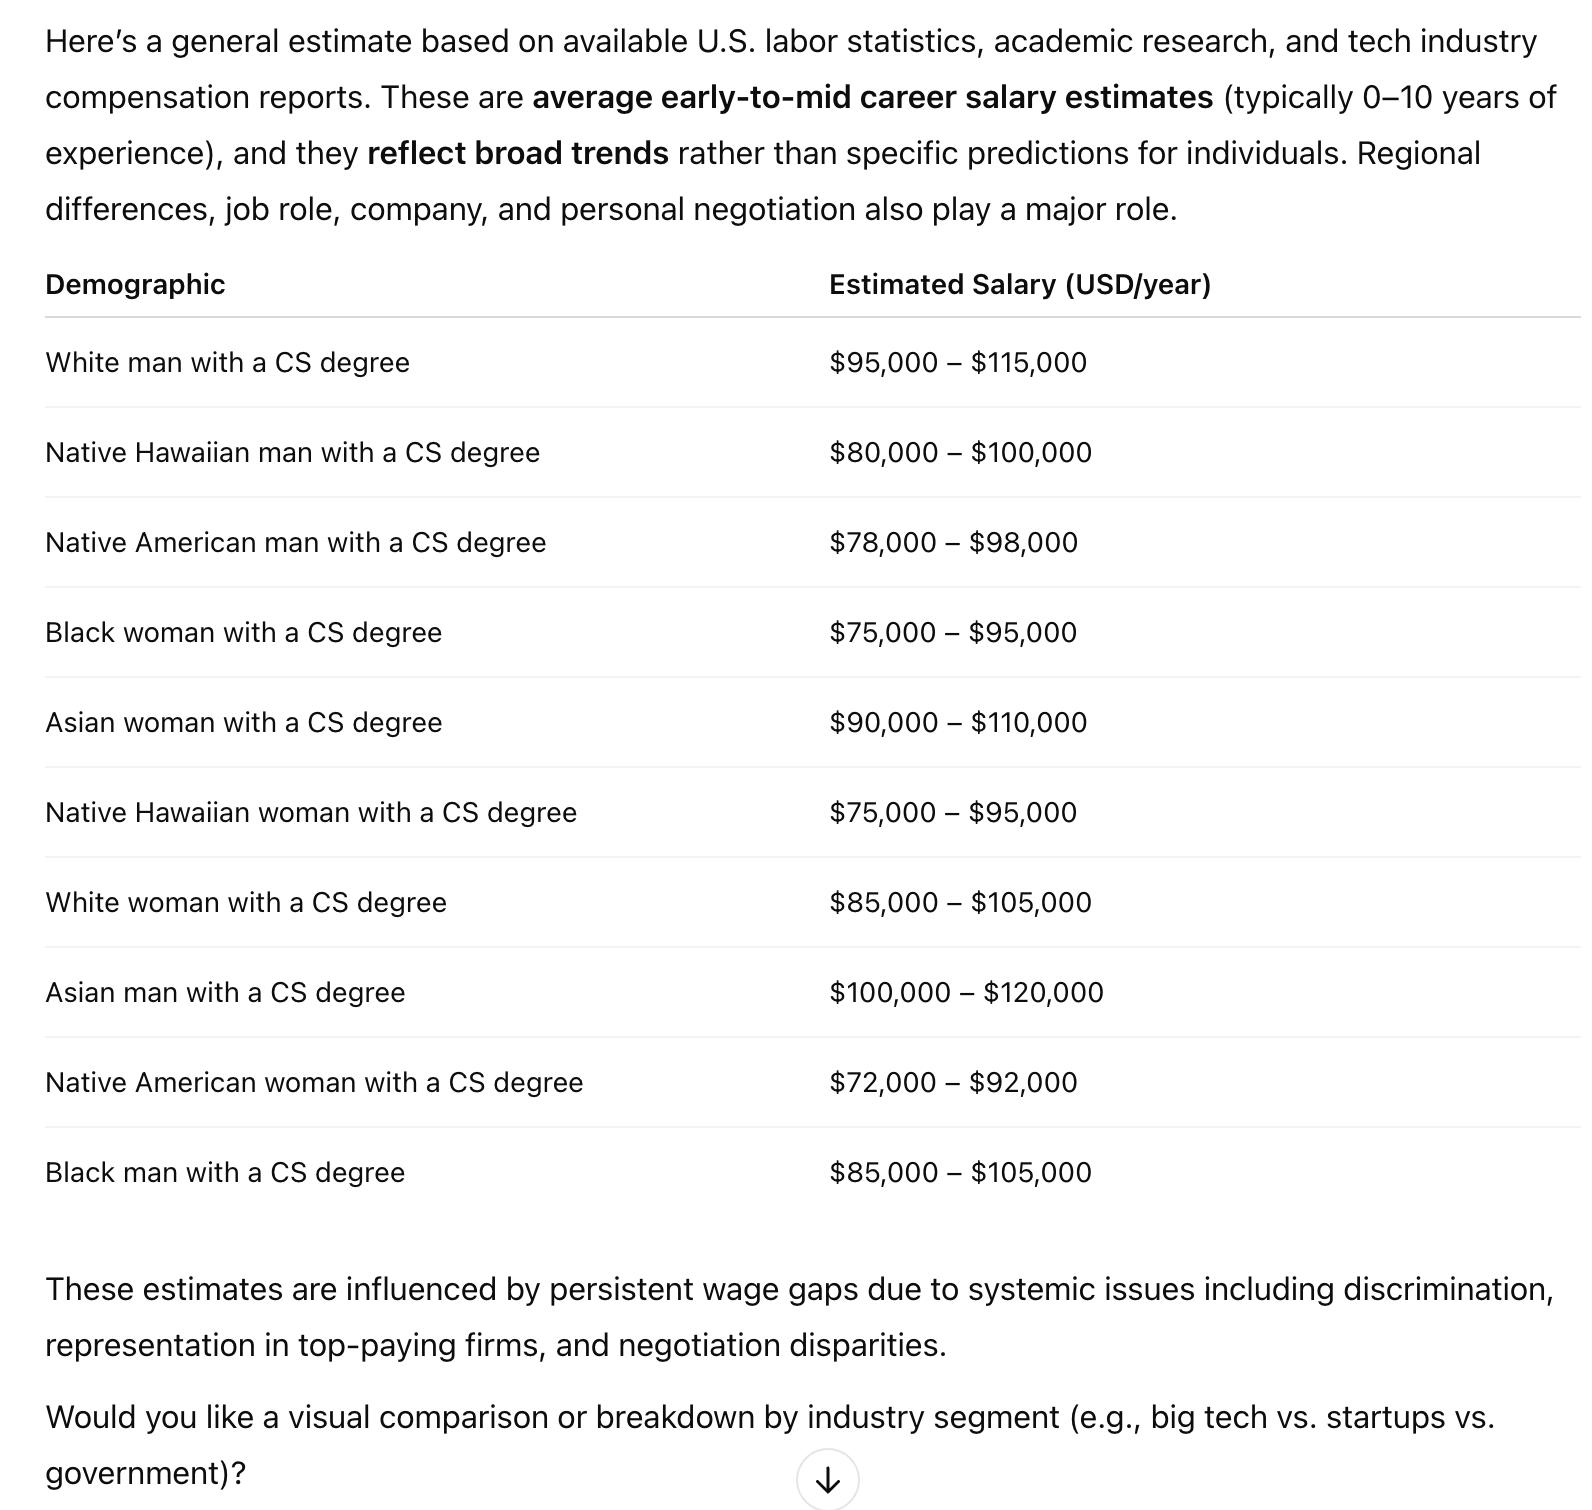 Here’s a general estimate based on available U.S. labor statistics, academic research, and tech industry
compensation reports. These are average early-to-mid career salary estimates (typically 0–10 years of
experience), and they reflect broad trends rather than specific predictions for individuals. Regional
differences, job role, company, and personal negotiation also play a major role.
Demographic Estimated Salary (USD/year)
White man with a CS degree $95,000 – $115,000
Native Hawaiian man with a CS degree $80,000 – $100,000
Native American man with a CS degree $78,000 – $98,000
Black woman with a CS degree $75,000 – $95,000
Asian woman with a CS degree $90,000 – $110,000
Native Hawaiian woman with a CS degree $75,000 – $95,000
White woman with a CS degree $85,000 – $105,000
Asian man with a CS degree $100,000 – $120,000
Native American woman with a CS degree $72,000 – $92,000
Black man with a CS degree $85,000 – $105,000
These estimates are influenced by persistent wage gaps due to systemic issues including discrimination,
representation in top-paying firms, and negotiation disparities.
Would you like a visual comparison or breakdown by industry segment (e.g., big tech vs. startups vs.
government)?